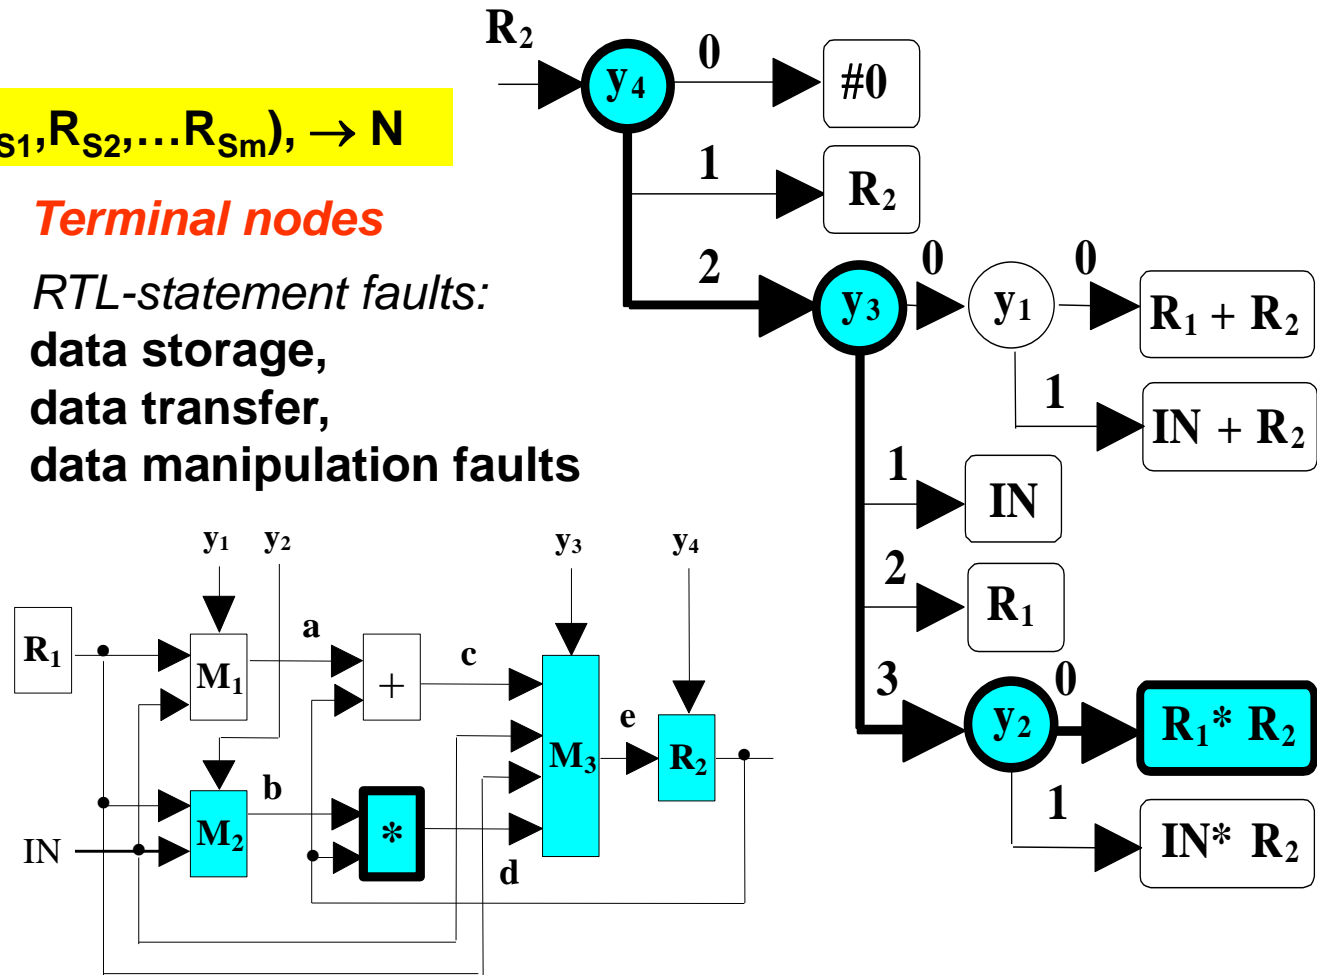 S1,RS2,…RSm), → N
Terminal nodes
RTL-statement faults:
data storage,
data transfer,
data manipulation faults
R2
y4
0
#0
1
R2
2
y3
0
y1
0
R1 + R2
1
IN + R2
1
IN
2
R1
3
y2
0
R1* R2
1
IN* R2
y1 y2 y3 y4
R1
M1
a
+
c
M3
e
R2
M2
b
*
d
IN